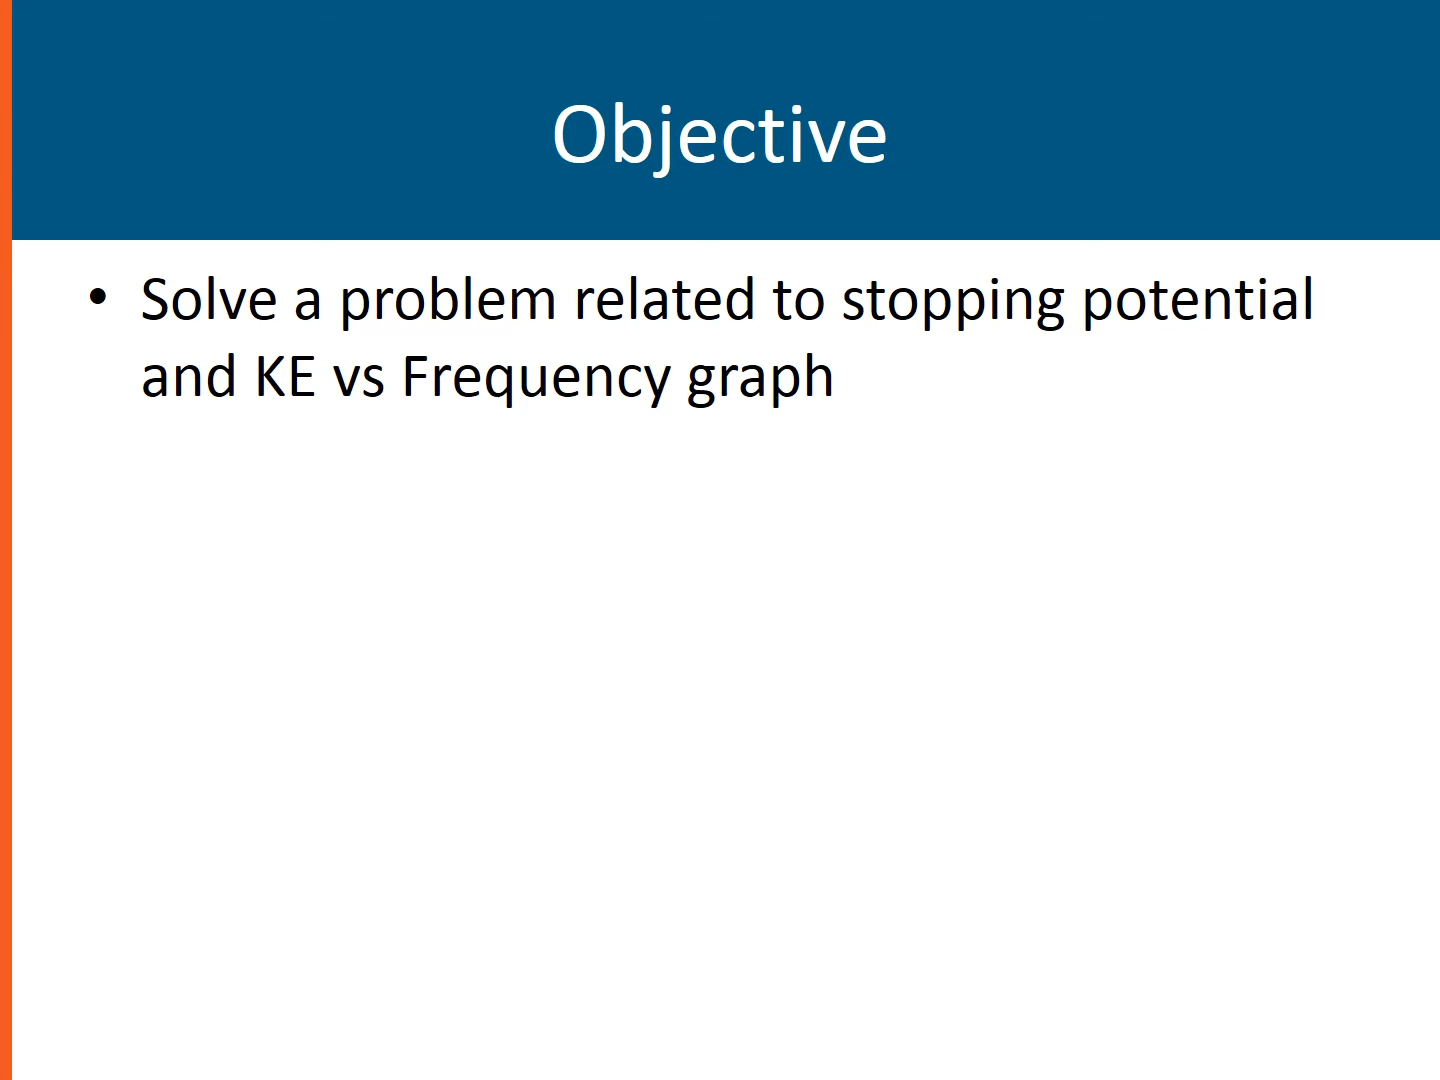 Objective
• Solve a problem related to stopping potential
and KE vs Frequency graph